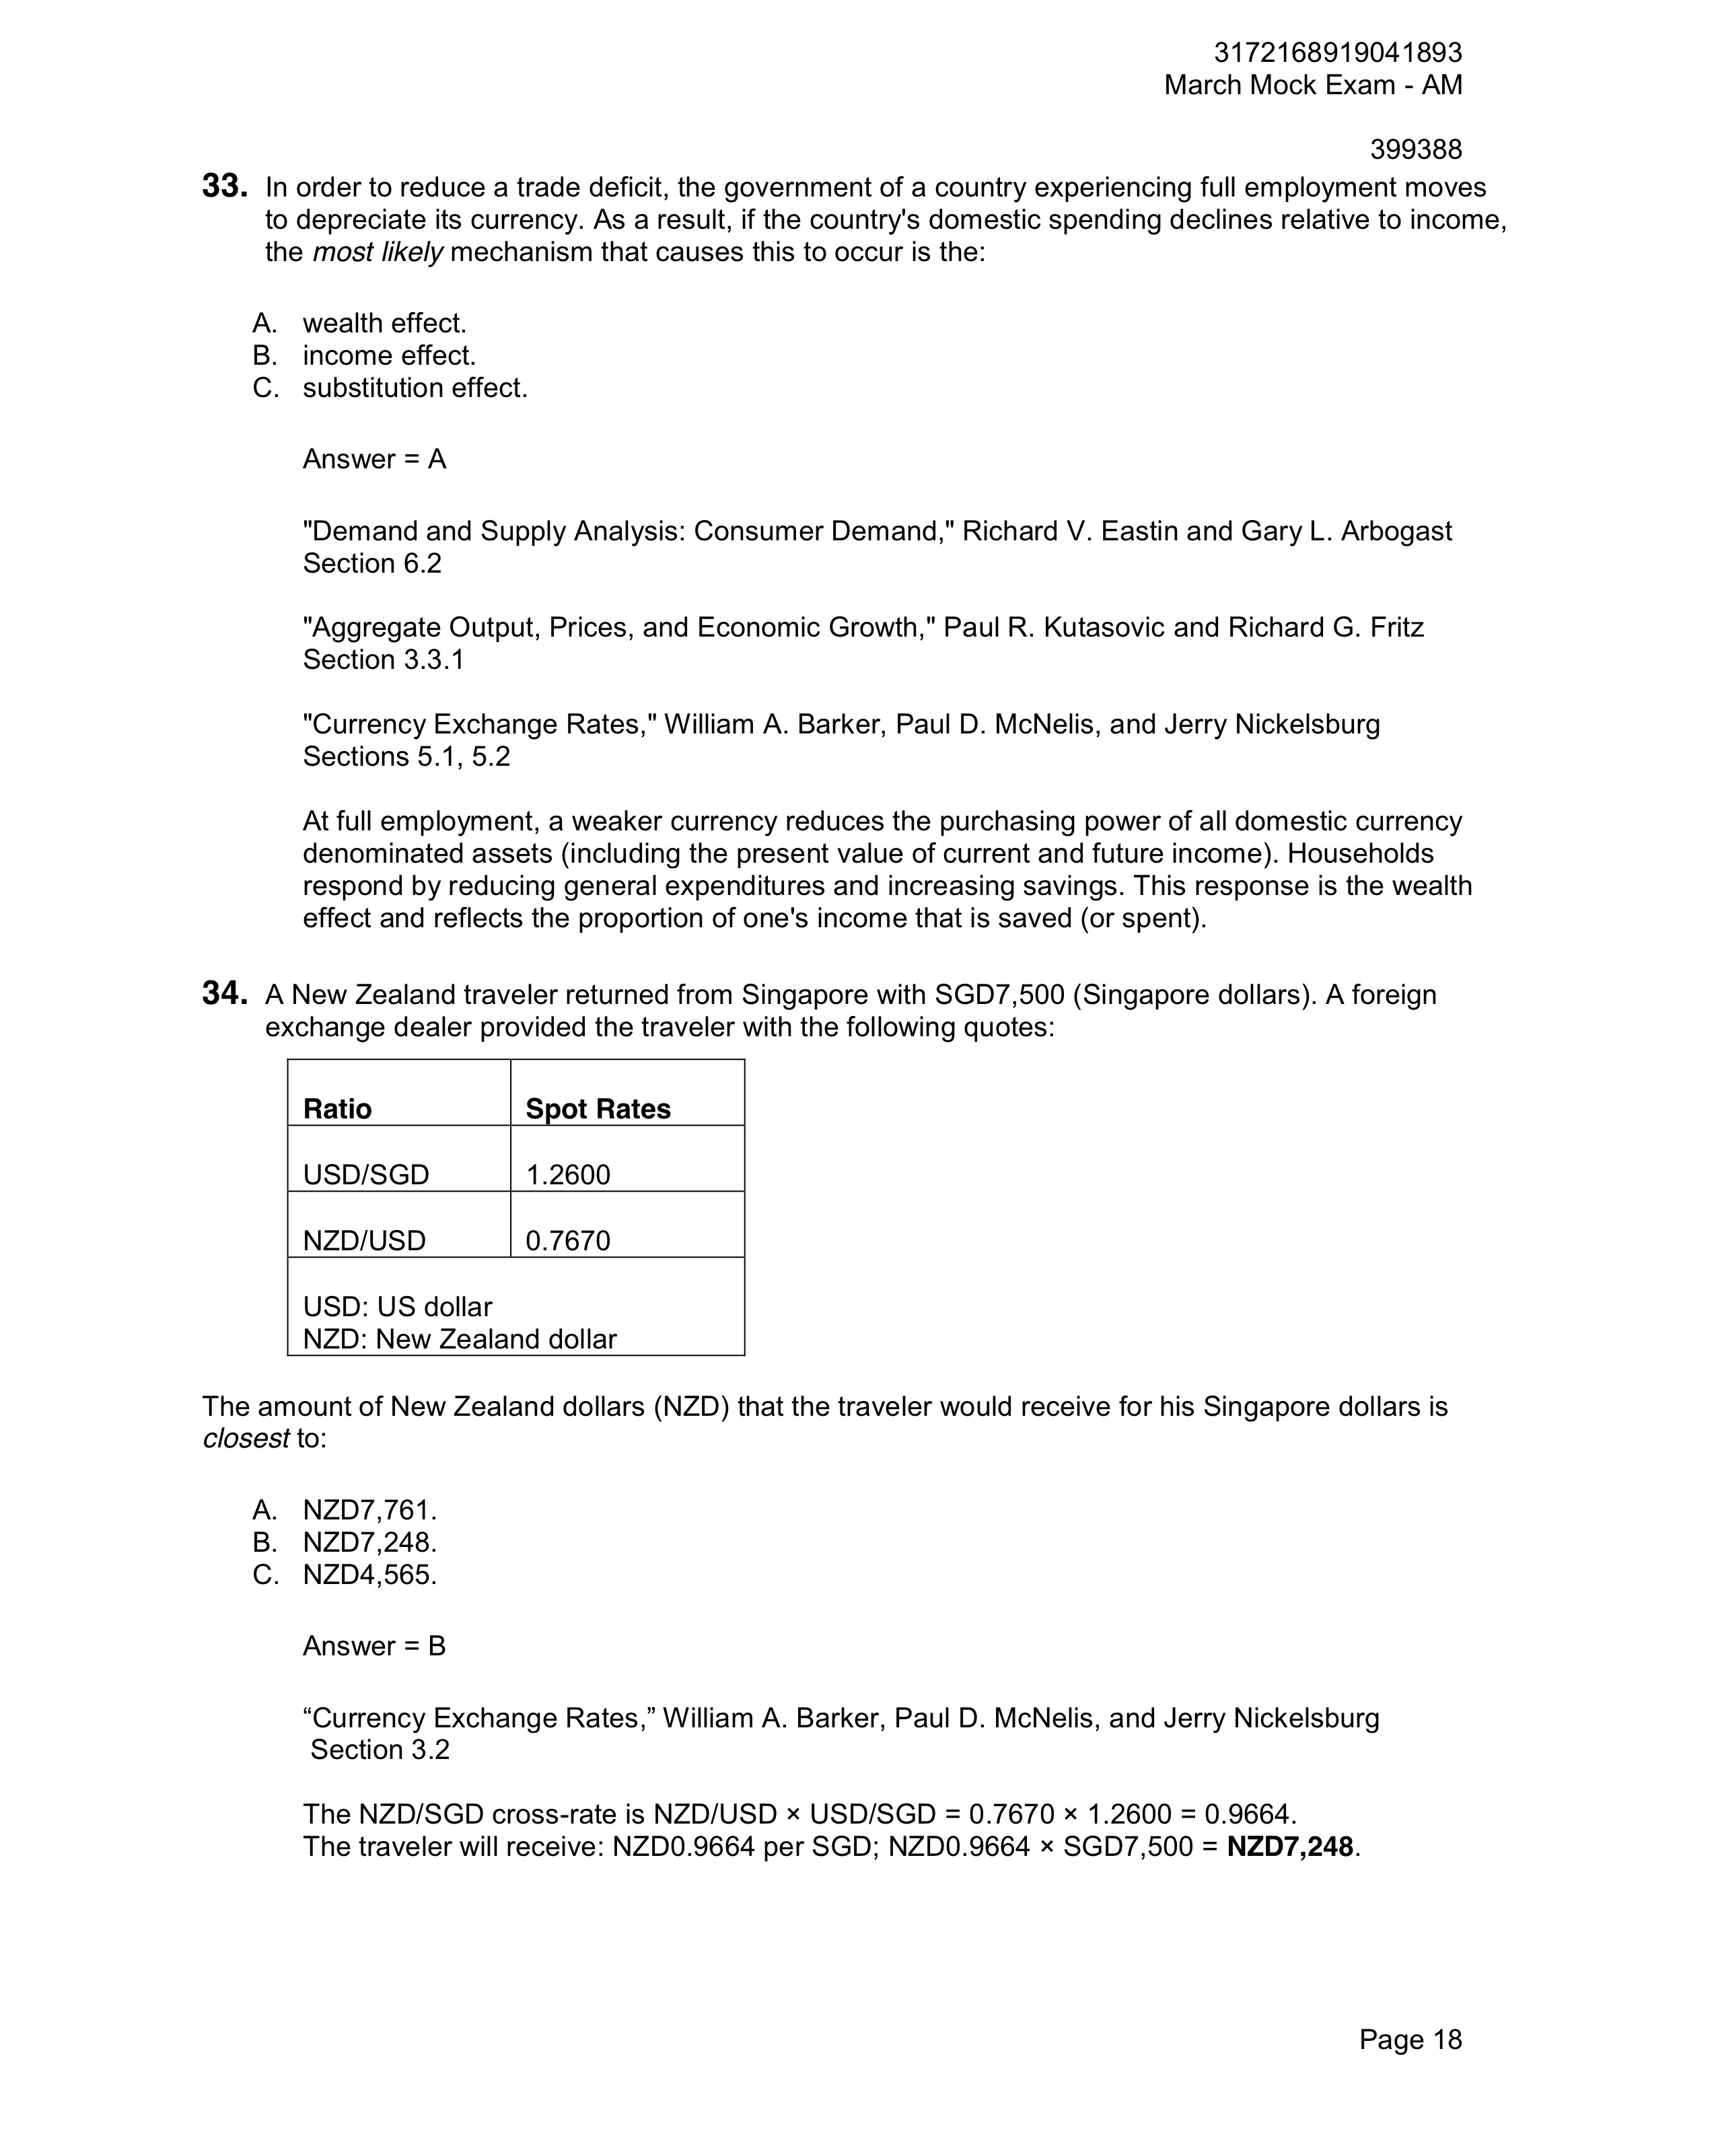 3172168919041893
March Mock Exam - AM
399388
33. In order to reduce a trade deficit, the government of a country experiencing full employment moves
to depreciate its currency. As a result, if the country's domestic spending declines relative to income,
the most likely mechanism that causes this to occur is the:
A. wealth effect.
B. income effect.
C. substitution effect.
Answer = A
"Demand and Supply Analysis: Consumer Demand," Richard V. Eastin and Gary L. Arbogast
Section 6.2
"Aggregate Output, Prices, and Economic Growth," Paul R. Kutasovic and Richard G. Fritz
Section 3.3.1
"Currency Exchange Rates," William A. Barker, Paul D. McNelis, and Jerry Nickelsburg
Sections 5.1, 5.2
At full employment, a weaker currency reduces the purchasing power of all domestic currency
denominated assets (including the present value of current and future income). Households
respond by reducing general expenditures and increasing savings. This response is the wealth
effect and reflects the proportion of one's income that is saved (or spent).
34. A New Zealand traveler returned from Singapore with SGD7,500 (Singapore dollars). A foreign
exchange dealer provided the traveler with the following quotes:
Ratio Spot Rates
USD/SGD 1.2600
NZD/USD 0.7670
USD: US dollar
NZD: New Zealand dollar
The amount of New Zealand dollars (NZD) that the traveler would receive for his Singapore dollars is
closest to:
A. NZD7,761.
B. NZD7,248.
C. NZD4,565.
Answer = B
“Currency Exchange Rates,” William A. Barker, Paul D. McNelis, and Jerry Nickelsburg
Section 3.2
The NZD/SGD cross-rate is NZD/USD × USD/SGD = 0.7670 × 1.2600 = 0.9664.
The traveler will receive: NZD0.9664 per SGD; NZD0.9664 × SGD7,500 = NZD7,248.
Page 18